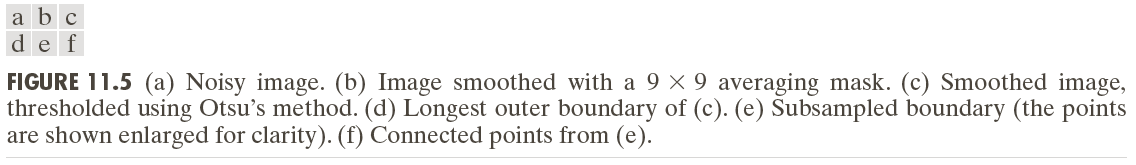 a b c
d e f
FIGURE 11.5 (a) Noisy image. (b) Image smoothed with a 9 × 9 averaging mask. (c) Smoothed image,
thresholded using Otsu's method. (d) Longest outer boundary of (c). (e) Subsampled boundary (the points
are shown enlarged for clarity). (f) Connected points from (e).